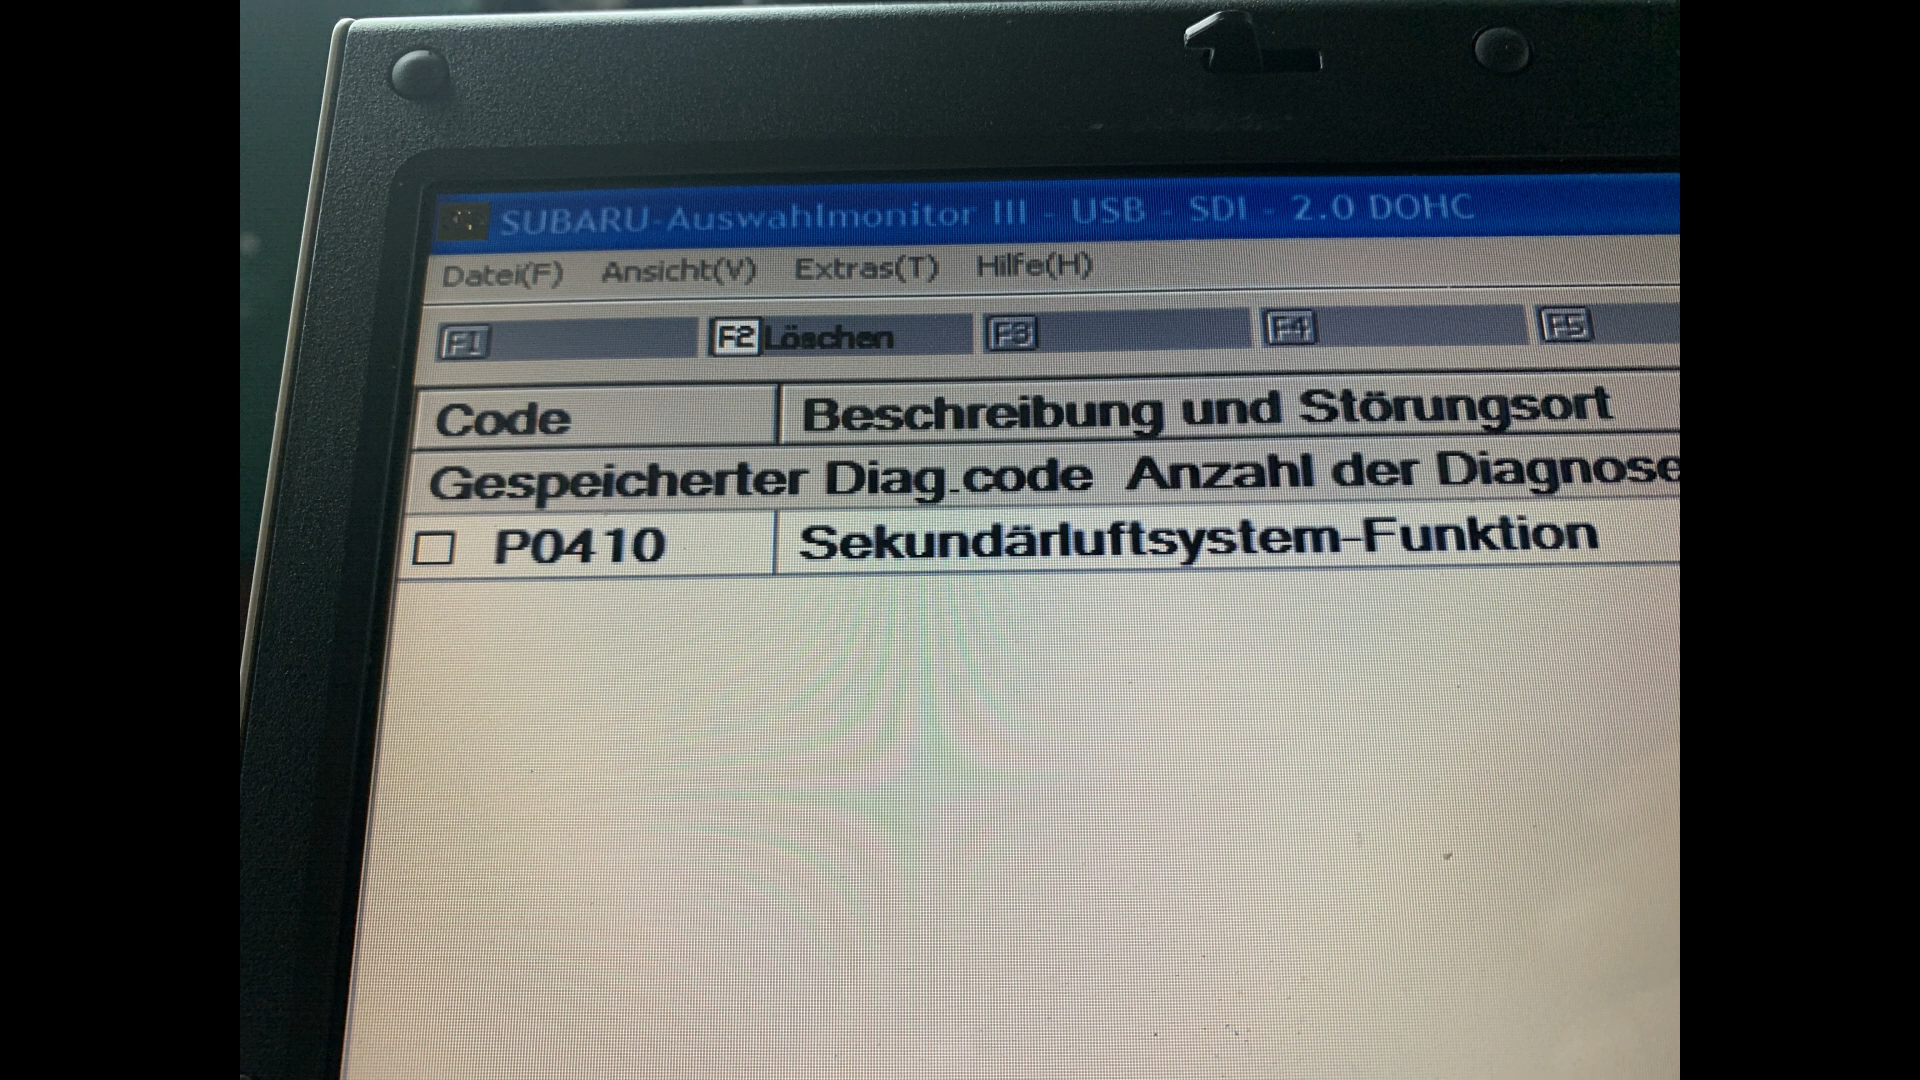 SUBARU-Auswahlmonitor III - USB - SDI - 2.0 DOHC
Datei(F) Ansicht(V) Extras(T) Hilfe(H)
F1 F2 Löschen F3 F4 F5
Code Beschreibung und Störungsort
Gespeicherter Diag.code Anzahl der Diagnose
P0410 Sekundärluftsystem-Funktion